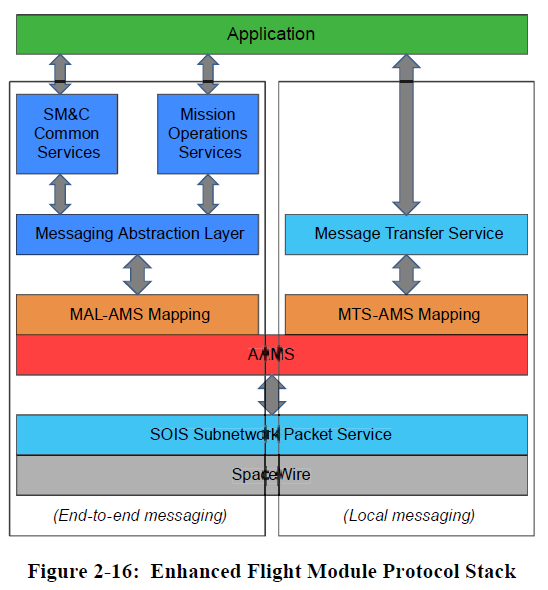 Application
SM&C
Common
Services
Mission
Operations
Services
Messaging Abstraction Layer
Message Transfer Service
MAL-AMS Mapping
MTS-AMS Mapping
AAMS
SOIS Subnetwork Packet Service
SpaceWire
(End-to-end messaging)
(Local messaging)
Figure 2-16: Enhanced Flight Module Protocol Stack